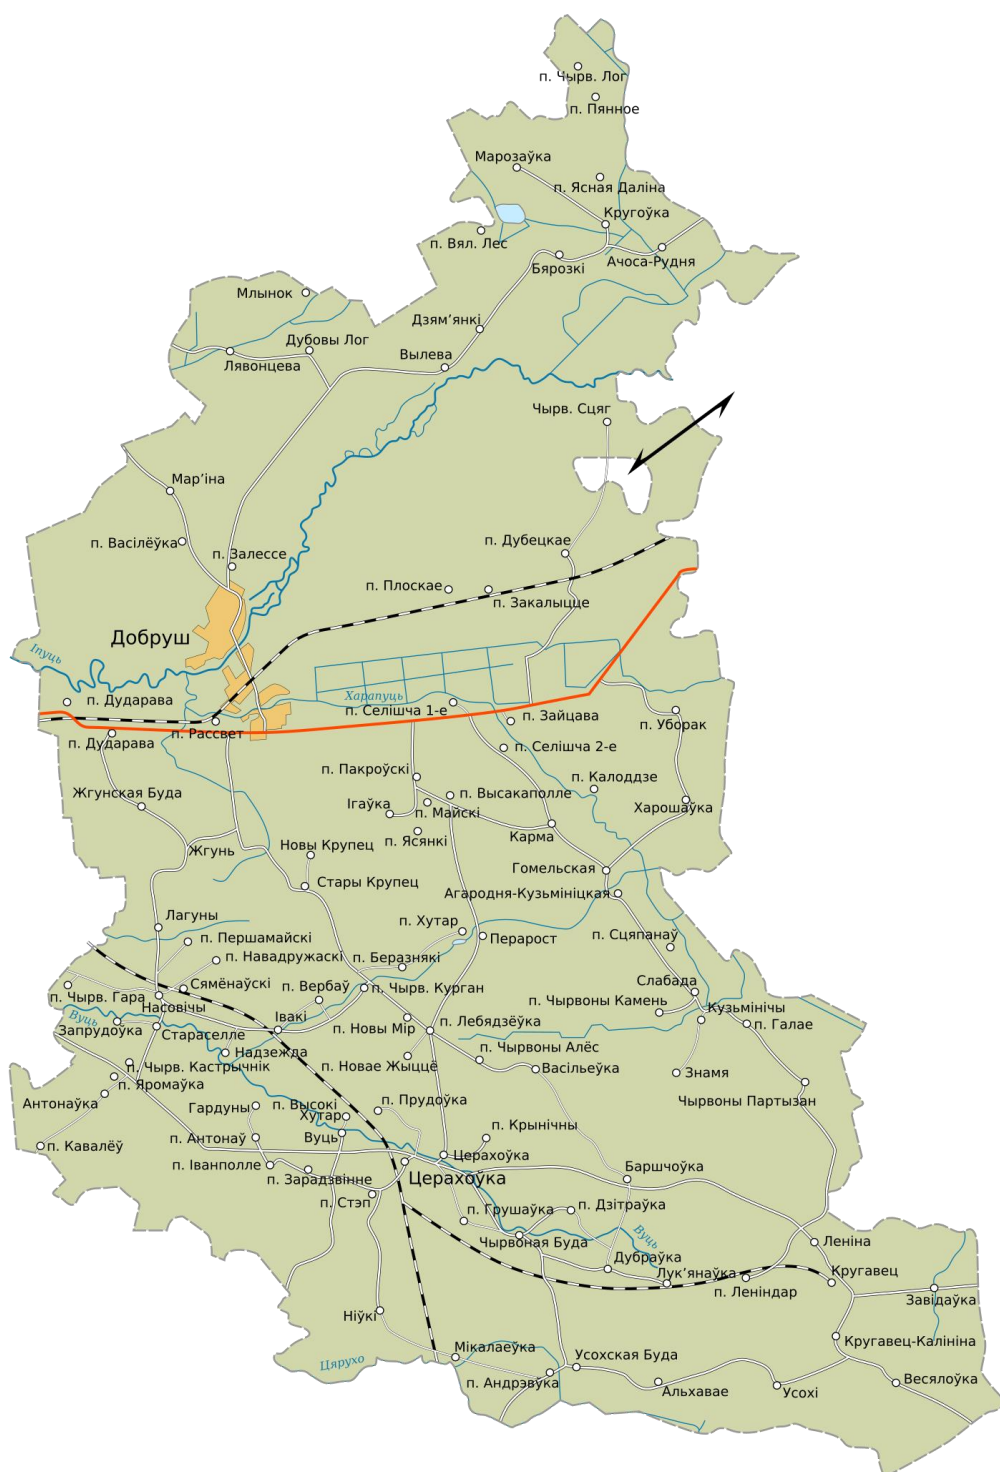 п. Чырв. Лог
п. Пянное
Марозаўка
п. Ясная Даліна
Кругоўка
п. Вял. Лес
Ачоса-Рудня
Бярозкі
Млынок
Дзям’янкі
Дубовы Лог
Вылева
Лявонцева
Чырв. Сцяг
Мар’іна
п. Васілёўка
п. Дубецкае
п. Залессе
п. Плоскае
п. Закалыцце
Добруш
Іпуць
Харапуць
п. Дударава
п. Селішча 1-е
п. Зайцава
п. Уборак
п. Рассвет
п. Дударава
п. Селішча 2-е
п. Пакроўскі
п. Калоддзе
Жгунская Буда
п. Высакаполле
Ігаўка
п. Майскі
Харошаўка
Карма
п. Ясянкі
Новы Крупец
Жгунь
Гомельская
Стары Крупец
Агародня-Кузьмініцкая
Лагуны
п. Хутар
п. Першамайскі
Перарост
п. Сцяпанаў
п. Навадружаскі
п. Беразнякі
Слабада
Сямёнаўскі
п. Вербаў
п. Чырв. Курган
п. Чырв. Гара
п. Чырвоны Камень
Насовічы
Кузьмінічы
Вуць
Івакі
п. Лебядзёўка
п. Галае
Запрудоўка
п. Новы Мір
Стараселле
п. Чырвоны Алёс
Надзежда
п. Чырв. Кастрычнік
п. Новае Жыццё
Васільеўка
Знамя
п. Яромаўка
Антонаўка
п. Прудоўка
Чырвоны Партызан
Гардуны
п. Высокі
Хутар
п. Крынічны
п. Антонаў
Вуць
п. Кавалёў
Церахоўка
п. Іванполле
Баршчоўка
п. Зарадзвінне
Церахоўка
п. Стэп
п. Грушаўка
п. Дзітраўка
Вуць
Чырвоная Буда
Леніна
Дубраўка
Лук’янаўка
Кругавец
п. Леніндар
Завідаўка
Ніўкі
Кругавец-Калініна
Мікалаеўка
Усохская Буда
Цярухо
п. Андрэвўка
Альхавае
Усохі
Весялоўка